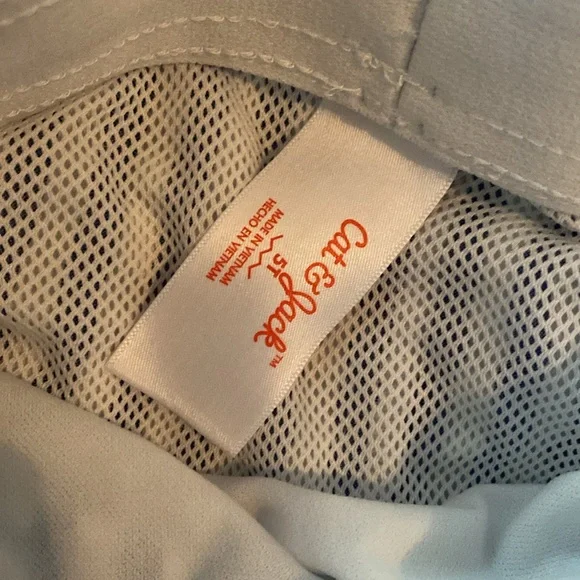 Cat & Jack™
5T
MADE IN VIETNAM
HECHO EN VIETNAM